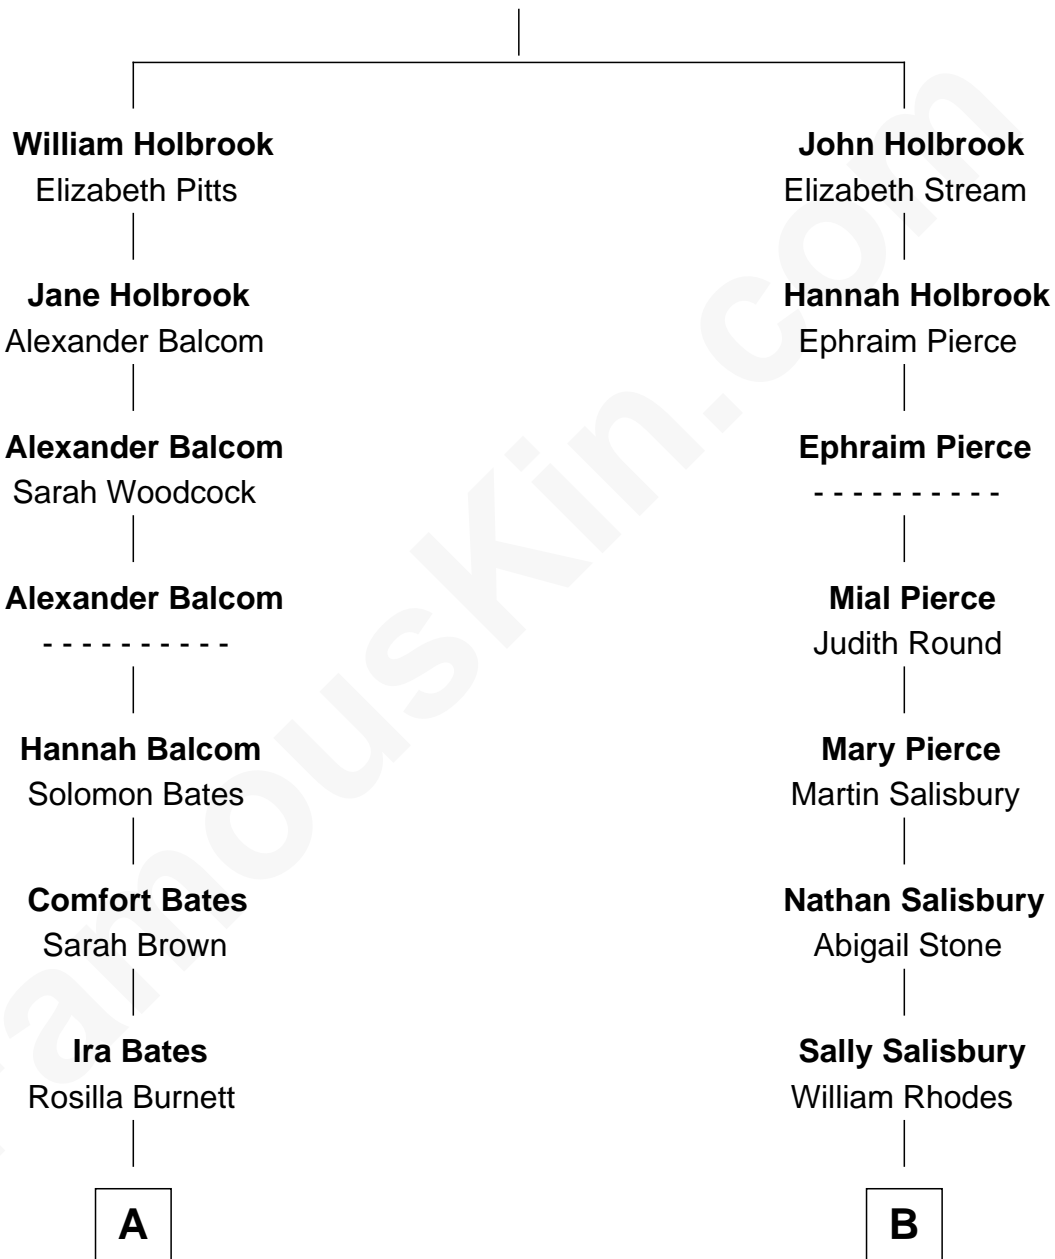 William Holbrook
Elizabeth Pitts
Jane Holbrook
Alexander Balcom
Alexander Balcom
Sarah Woodcock
Alexander Balcom
- - - - - - - - - -
Hannah Balcom
Solomon Bates
Comfort Bates
Sarah Brown
Ira Bates
Rosilla Burnett
A
John Holbrook
Elizabeth Stream
Hannah Holbrook
Ephraim Pierce
Ephraim Pierce
- - - - - - - - - -
Mial Pierce
Judith Round
Mary Pierce
Martin Salisbury
Nathan Salisbury
Abigail Stone
Sally Salisbury
William Rhodes
B
FamousKin.com